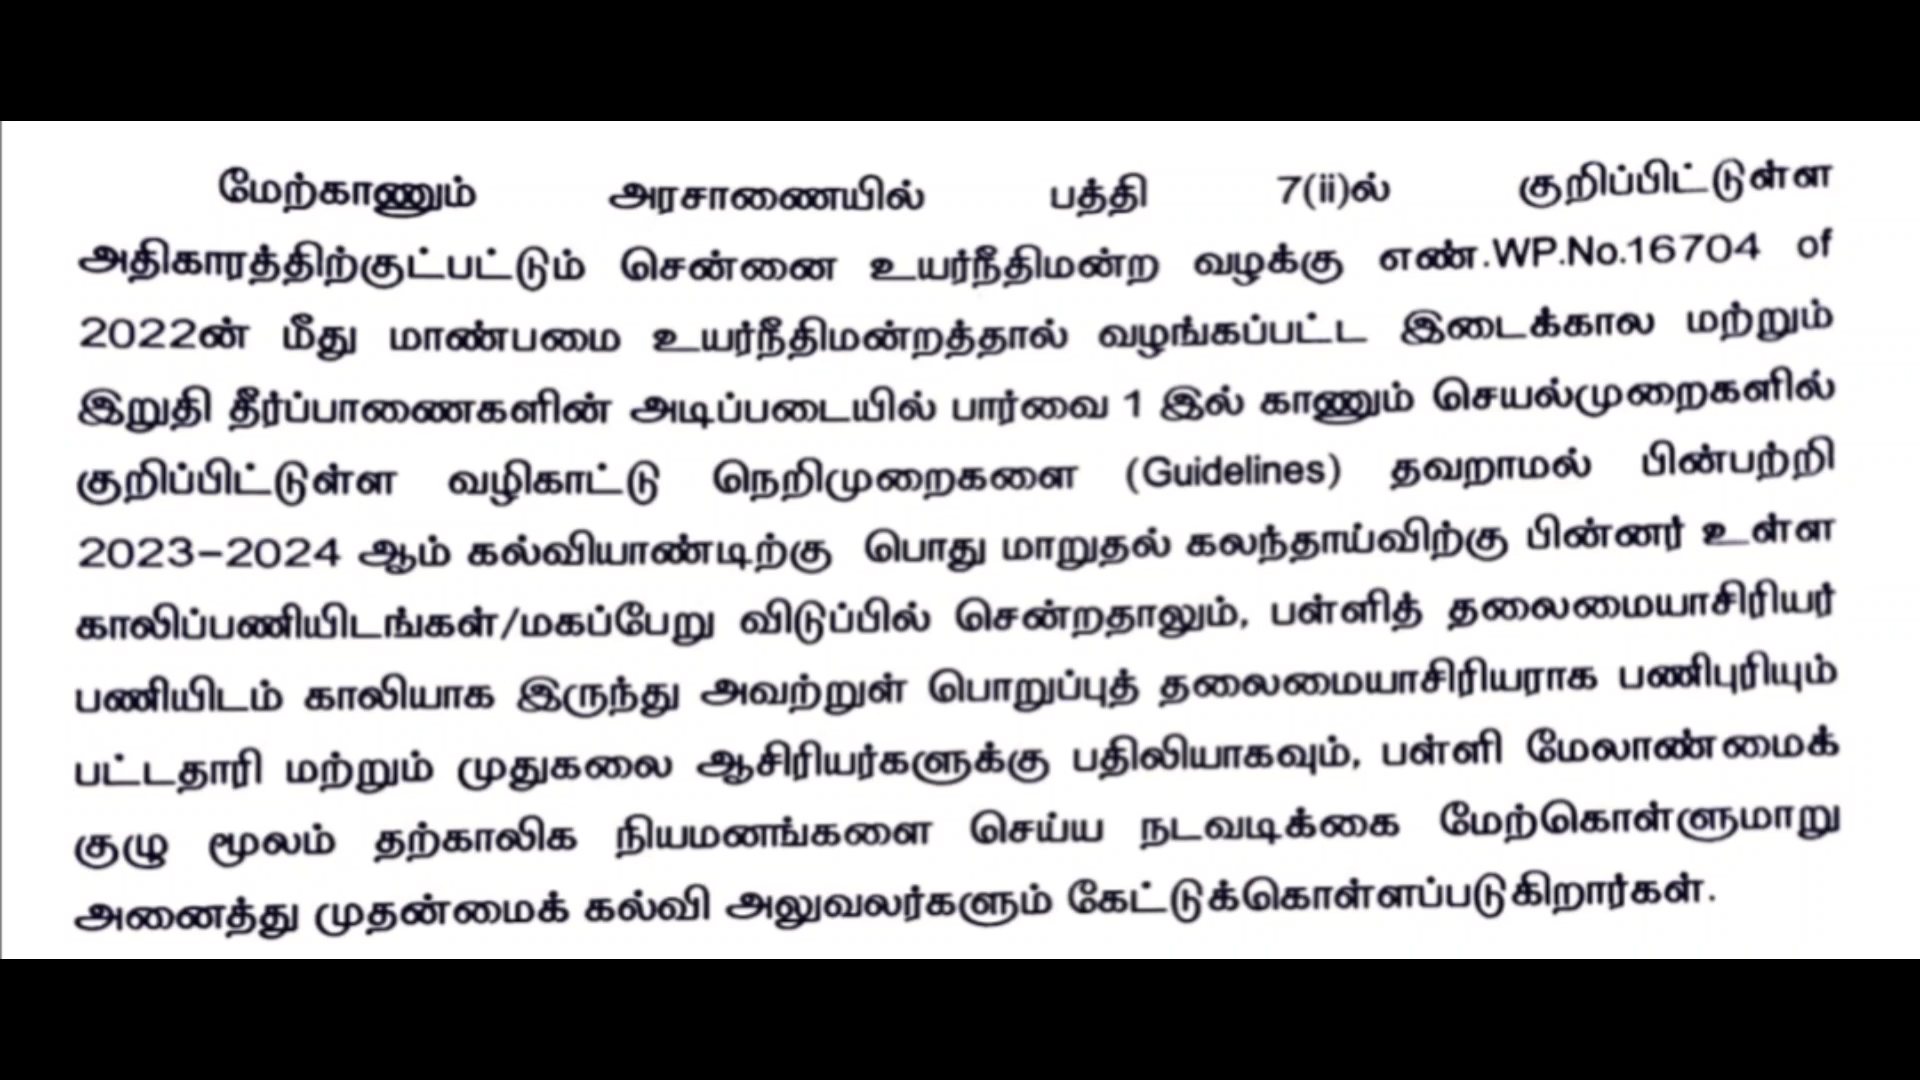 மேற்காணும் அரசாணையில் பத்தி 7(ii)ல் குறிப்பிட்டுள்ள
அதிகாரத்திற்குட்பட்டும் சென்னை உயர்நீதிமன்ற வழக்கு எண்.WP.No.16704 of
2022ன் மீது மாண்பமை உயர்நீதிமன்றத்தால் வழங்கப்பட்ட இடைக்கால மற்றும்
இறுதி தீர்ப்பாணைகளின் அடிப்படையில் பார்வை 1 இல் காணும் செயல்முறைகளில்
குறிப்பிட்டுள்ள வழிகாட்டு நெறிமுறைகளை (Guidelines) தவறாமல் பின்பற்றி
2023–2024 ஆம் கல்வியாண்டிற்கு பொது மாறுதல் கலந்தாய்விற்கு பின்னர் உள்ள
காலிப்பணியிடங்கள்/மகப்பேறு விடுப்பில் சென்றதாலும், பள்ளித் தலைமையாசிரியர்
பணியிடம் காலியாக இருந்து அவற்றுள் பொறுப்புத் தலைமையாசிரியராக பணிபுரியும்
பட்டதாரி மற்றும் முதுகலை ஆசிரியர்களுக்கு பதிலியாகவும், பள்ளி மேலாண்மைக்
குழு மூலம் தற்காலிக நியமனங்களை செய்ய நடவடிக்கை மேற்கொள்ளுமாறு
அனைத்து முதன்மைக் கல்வி அலுவலர்களும் கேட்டுக்கொள்ளப்படுகிறார்கள்.